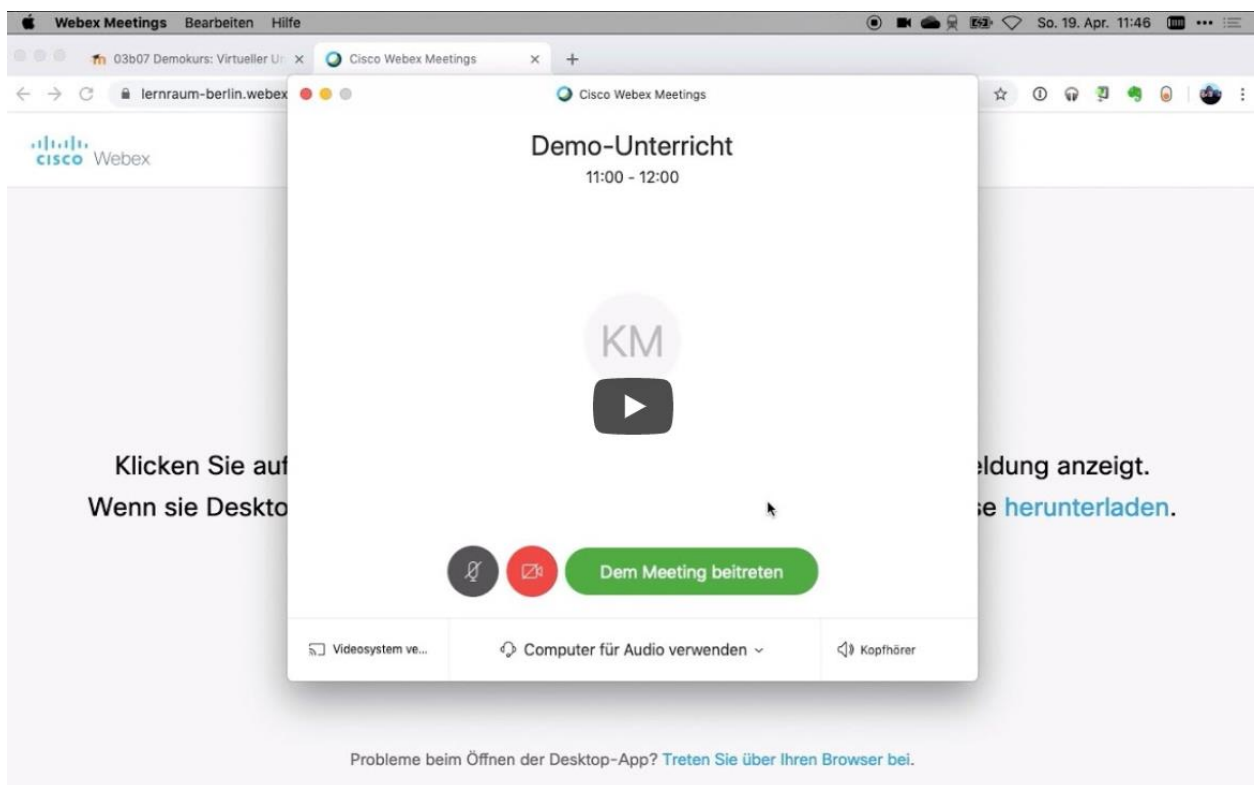 Webex Meetings Bearbeiten Hilfe So. 19. Apr. 11:46
03b07 Demokurs: Virtueller Un Cisco Webex Meetings
lernraum-berlin.webex
Cisco Webex Meetings
cisco Webex
Demo-Unterricht
11:00 - 12:00
KM
Klicken Sie auf eldung anzeigt.
Wenn sie Deskto se herunterladen.
Dem Meeting beitreten
Videosystem ve... Computer für Audio verwenden Kopfhörer
Probleme beim Öffnen der Desktop-App? Treten Sie über Ihren Browser bei.